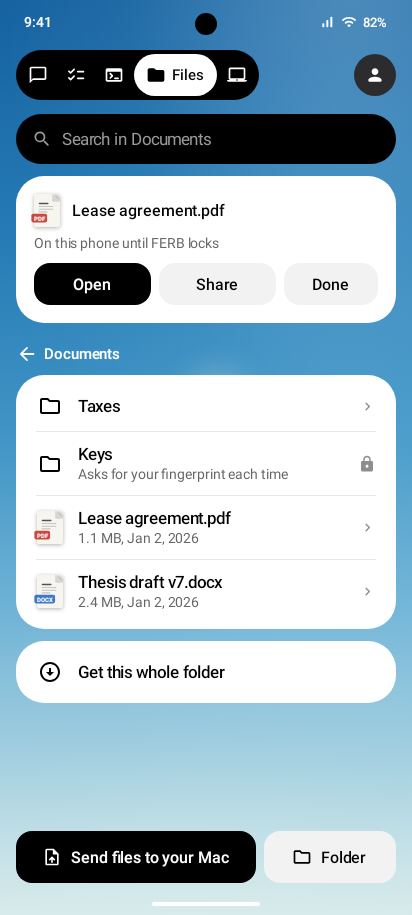 9:41
82%
Files
Search in Documents
PDF
Lease agreement.pdf
On this phone until FERB locks
Open
Share
Done
Documents
Taxes
Keys
Asks for your fingerprint each time
PDF
Lease agreement.pdf
1.1 MB, Jan 2, 2026
DOCX
Thesis draft v7.docx
2.4 MB, Jan 2, 2026
Get this whole folder
Send files to your Mac
Folder